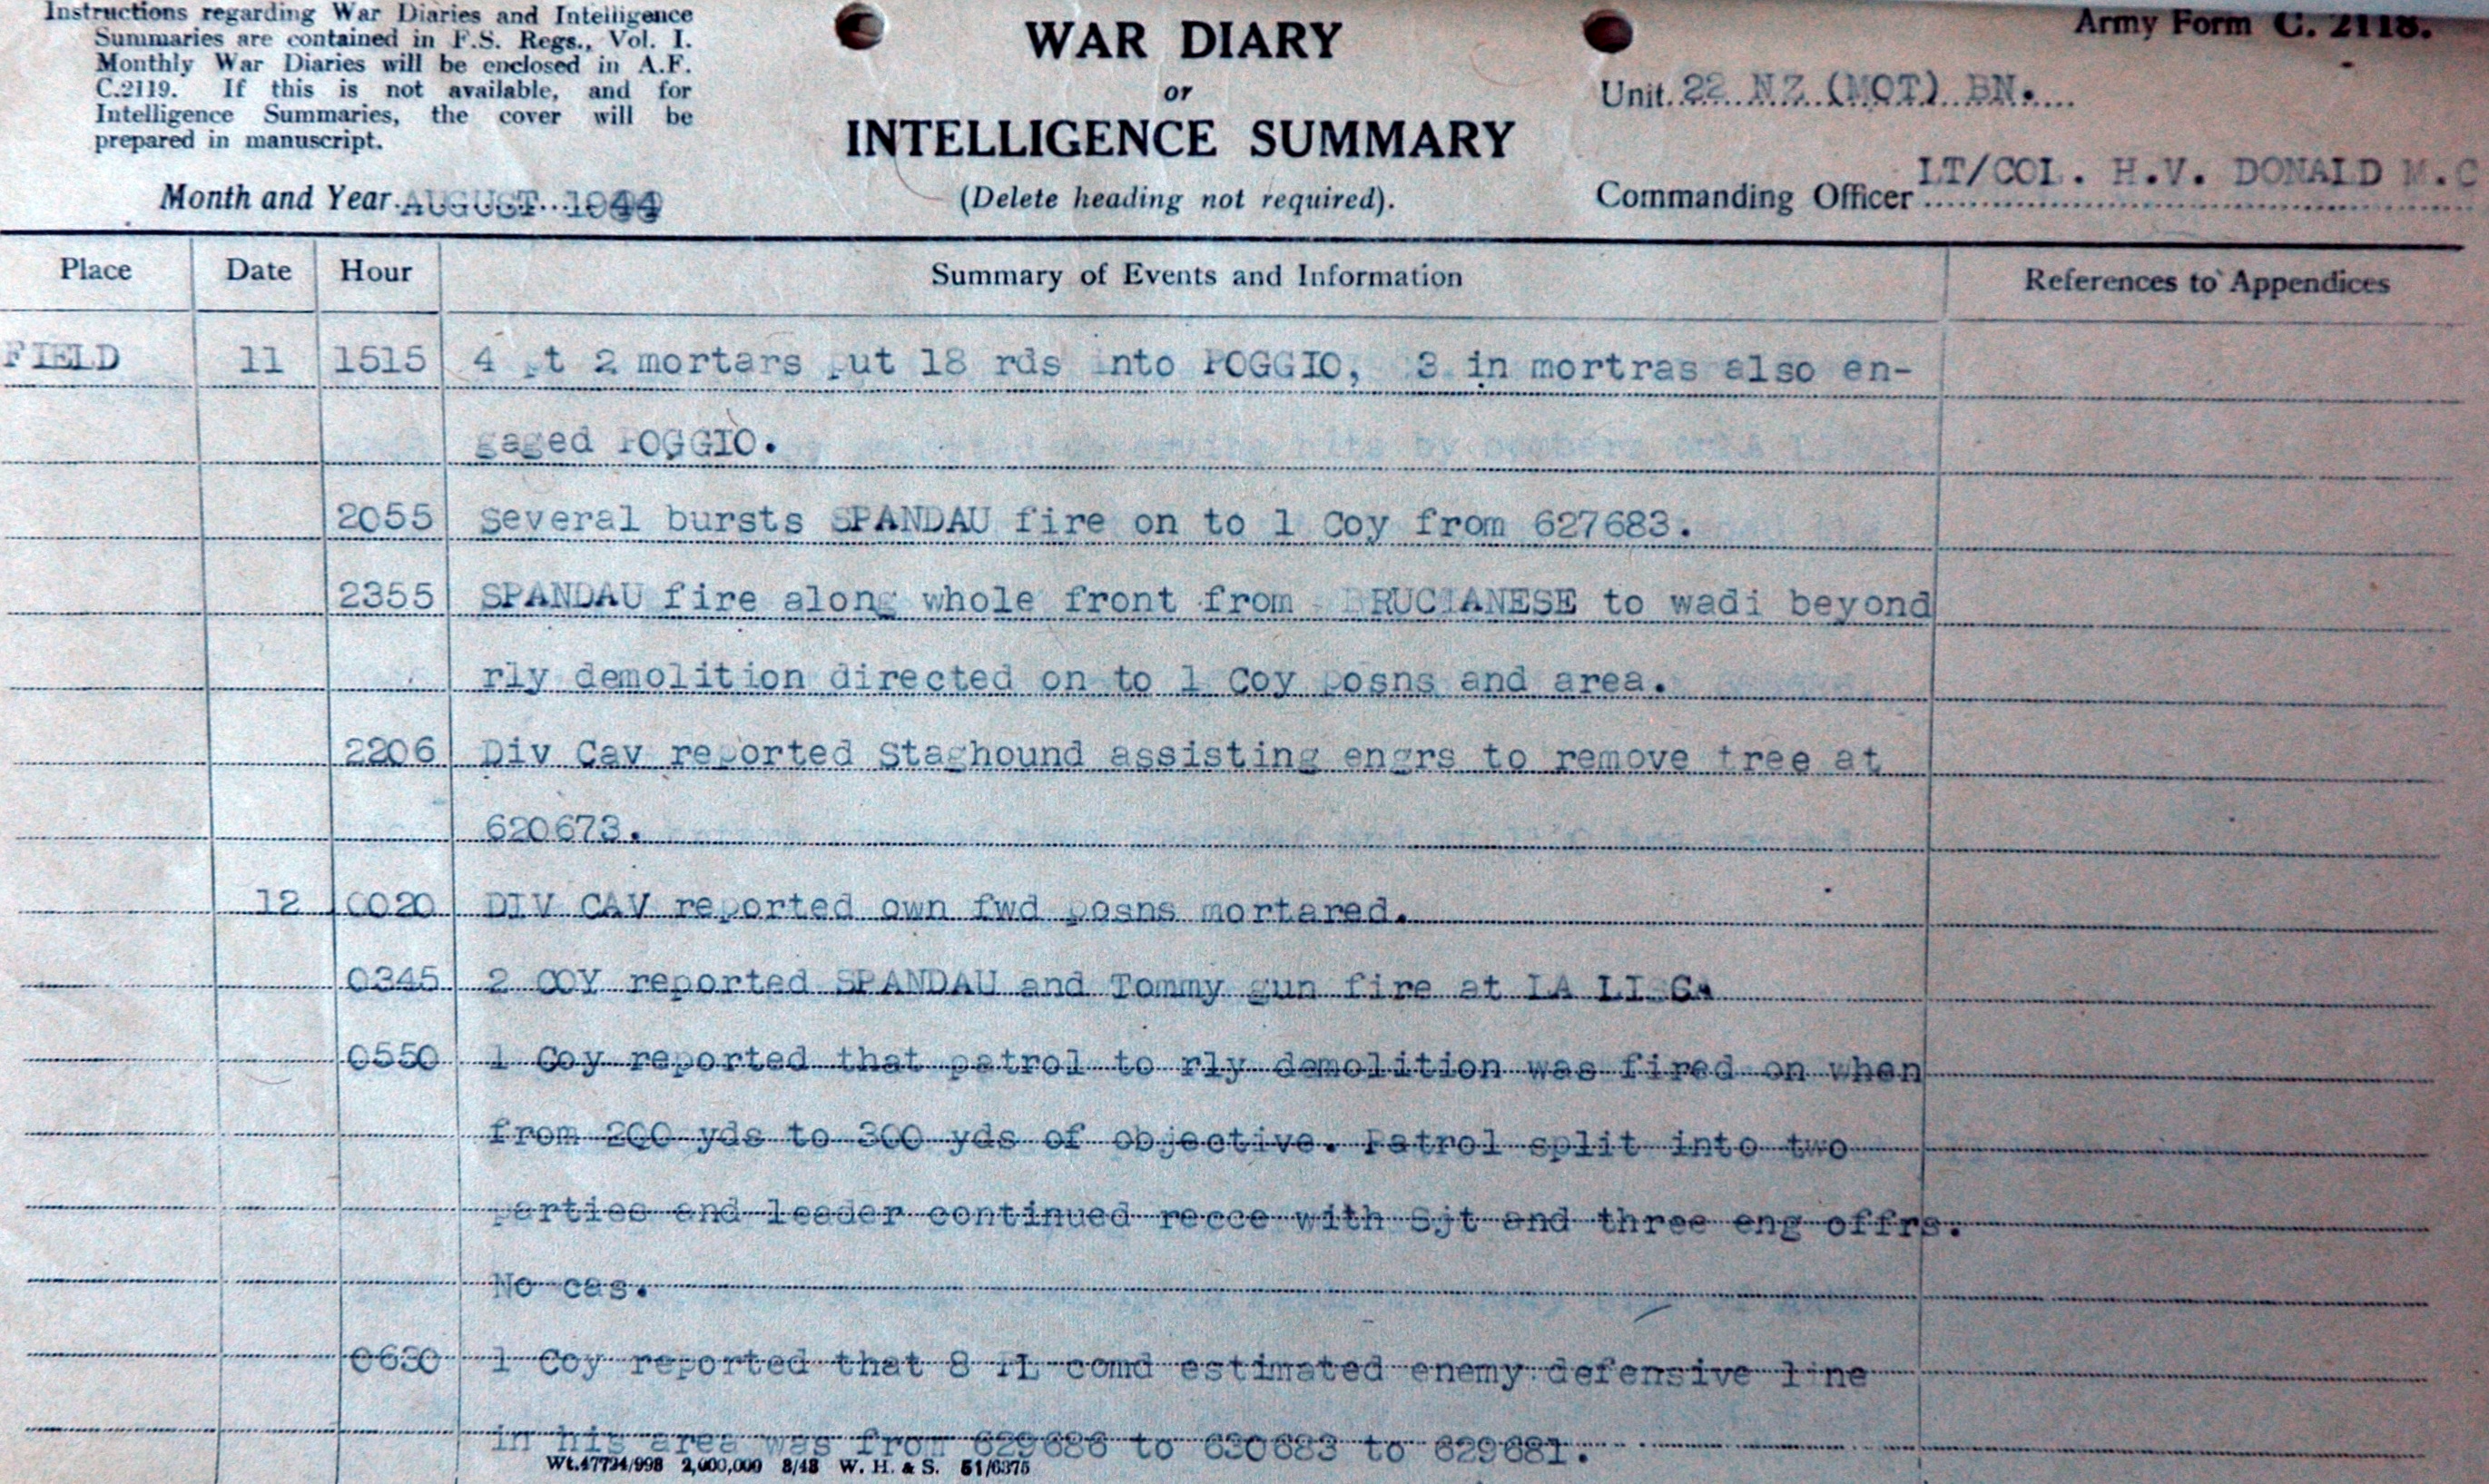 Instructions regarding War Diaries and Intelligence
Summaries are contained in F.S. Regs., Vol. I.
Monthly War Diaries will be enclosed in A.F.
C.2119. If this is not available, and for
Intelligence Summaries, the cover will be
prepared in manuscript.
Month and Year AUGUST 1944
WAR DIARY
or
INTELLIGENCE SUMMARY
(Delete heading not required).
Army Form C. 2118.
Unit. 22 NZ (MOT) BN.
Commanding Officer LT/COL. H.V. DONALD M.C
Place Date Hour Summary of Events and Information References to Appendices
FIELD 11 1515 4 pt 2 mortars put 18 rds into POGGIO, 3 in mortras also en-
gaged POGGIO.
2055 Several bursts SPANDAU fire on to 1 Coy from 627683.
2355 SPANDAU fire along whole front from BRUCIANESE to wadi beyond
rly demolition directed on to 1 Coy posns and area.
2206 Div Cav reported Staghound assisting engrs to remove tree at
620673.
12 0020 DIV CAV reported own fwd posns mortared.
0345 2 COY reported SPANDAU and Tommy gun fire at LA
0550 1 Coy reported that patrol to rly demolition was fired on when
from 200 yds to 300 yds of objective. Patrol split into two
parties and leader continued recce with Sjt and three eng offrs.
No cas.
0630 1 Coy reported that 8 PL comd estimated enemy defensive line
in his area was from 629686 to 630683 to 629681.
Wt.47724/998 2,000,000 8/43 W. H. & S. 51/6375